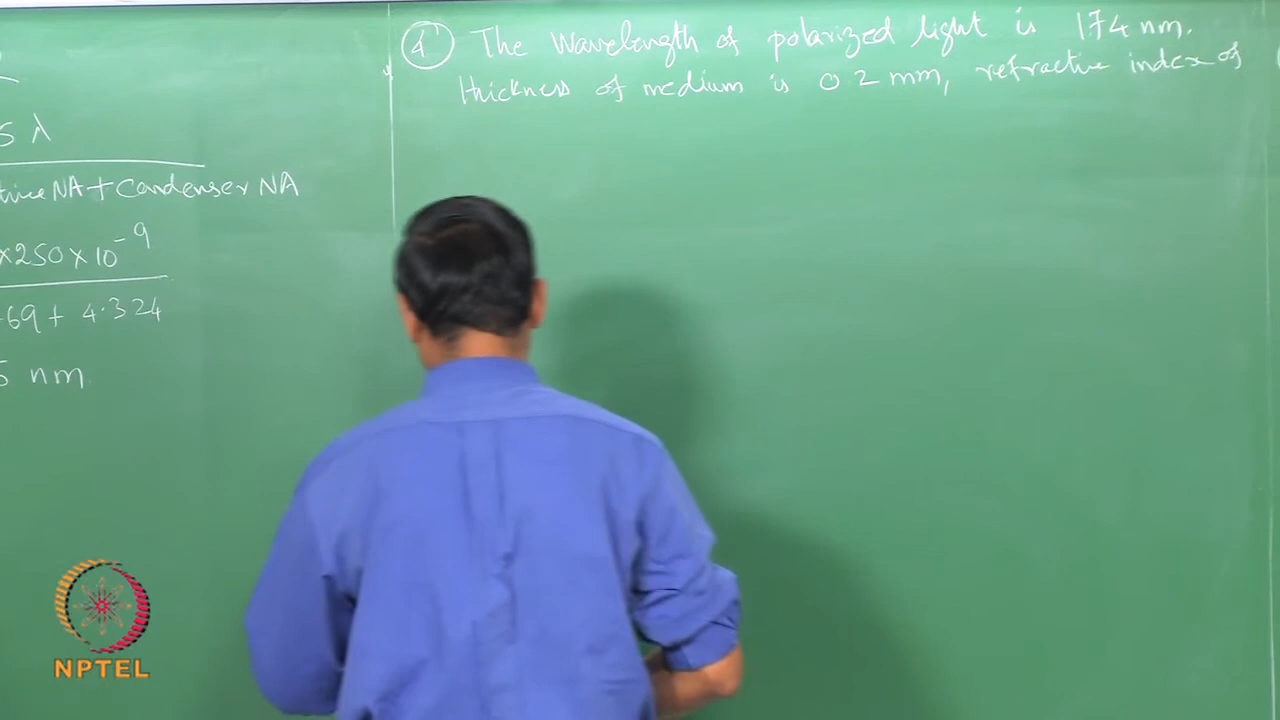 5 λ
tive NA + Condenser NA
×250×10⁻⁹
69 + 4.324
5 nm
④ The Wavelength of polarized light is 174 nm.
thickness of medium is 0.2 mm, refractive index of
NPTEL